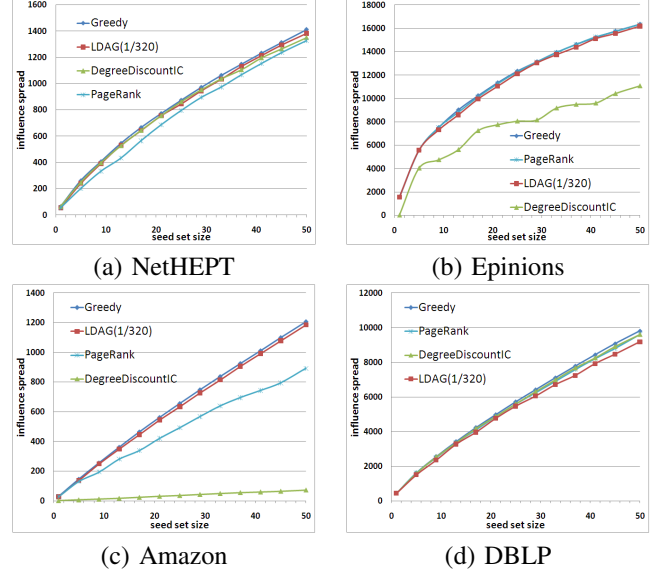 1600
1400
1200
1000
800
600
400
200
0
influence spread
Greedy
LDAG(1/320)
DegreeDiscountIC
PageRank
0 10 20 30 40 50
seed set size
(a) NetHEPT
18000
16000
14000
12000
10000
8000
6000
4000
2000
0
influence spread
Greedy
PageRank
LDAG(1/320)
DegreeDiscountIC
0 10 20 30 40 50
seed set size
(b) Epinions
1400
1200
1000
800
600
400
200
0
influence spread
Greedy
LDAG(1/320)
PageRank
DegreeDiscountIC
0 10 20 30 40 50
seed set size
(c) Amazon
12000
10000
8000
6000
4000
2000
0
influence spread
Greedy
PageRank
DegreeDiscountIC
LDAG(1/320)
0 10 20 30 40 50
seed set size
(d) DBLP